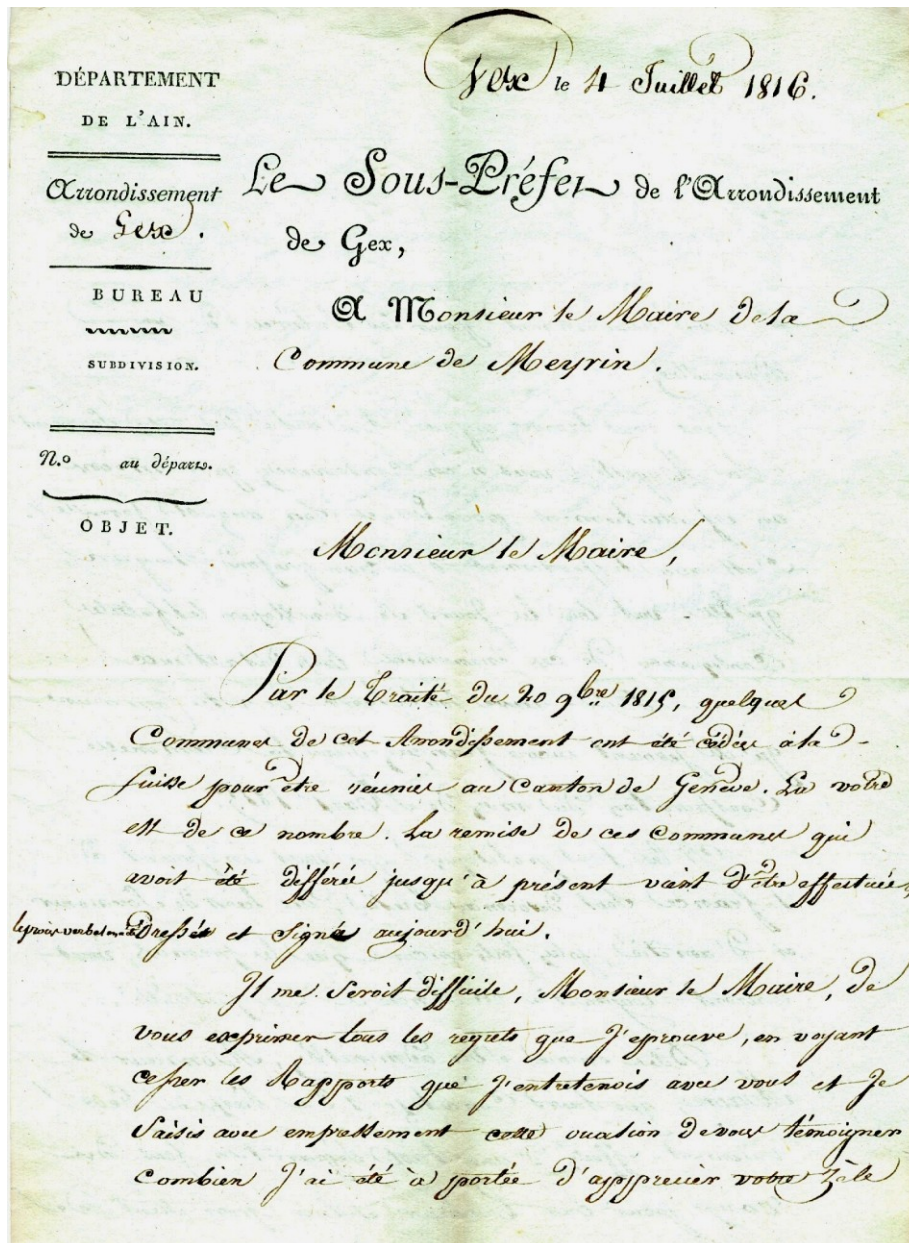 DÉPARTEMENT
DE L'AIN.
Arrondissement
de Gex.
BUREAU
SUBDIVISION.
N.º au départ.
OBJET.
Gex le 4 Juillet 1816.
Le Sous-Préfet de l'Arrondissement
de Gex,
A Monsieur le Maire de la
Commune de Meyrin.
Monsieur le Maire,
Par le Traité du 20 9bre 1815, quelques
Communes de cet Arrondissement ont été cédées à la
Suisse pour être réunies au Canton de Genève. La votre
est de ce nombre. La remise de ces Communes qui
avoit été différée jusqu'à présent vient d'être effectuée,
le procès verbal en a été Dressé et Signé aujourd'hui.
Il me Seroit difficile, Monsieur le Maire, de
vous exprimer tous les regrets que J'eprouve, en voyant
cesser les Rapports que J'entretenois avec vous et Je
Saisis avec empressement cette occation de vous témoigner
Combien J'ai été à portée d'apprecier votre Zèle